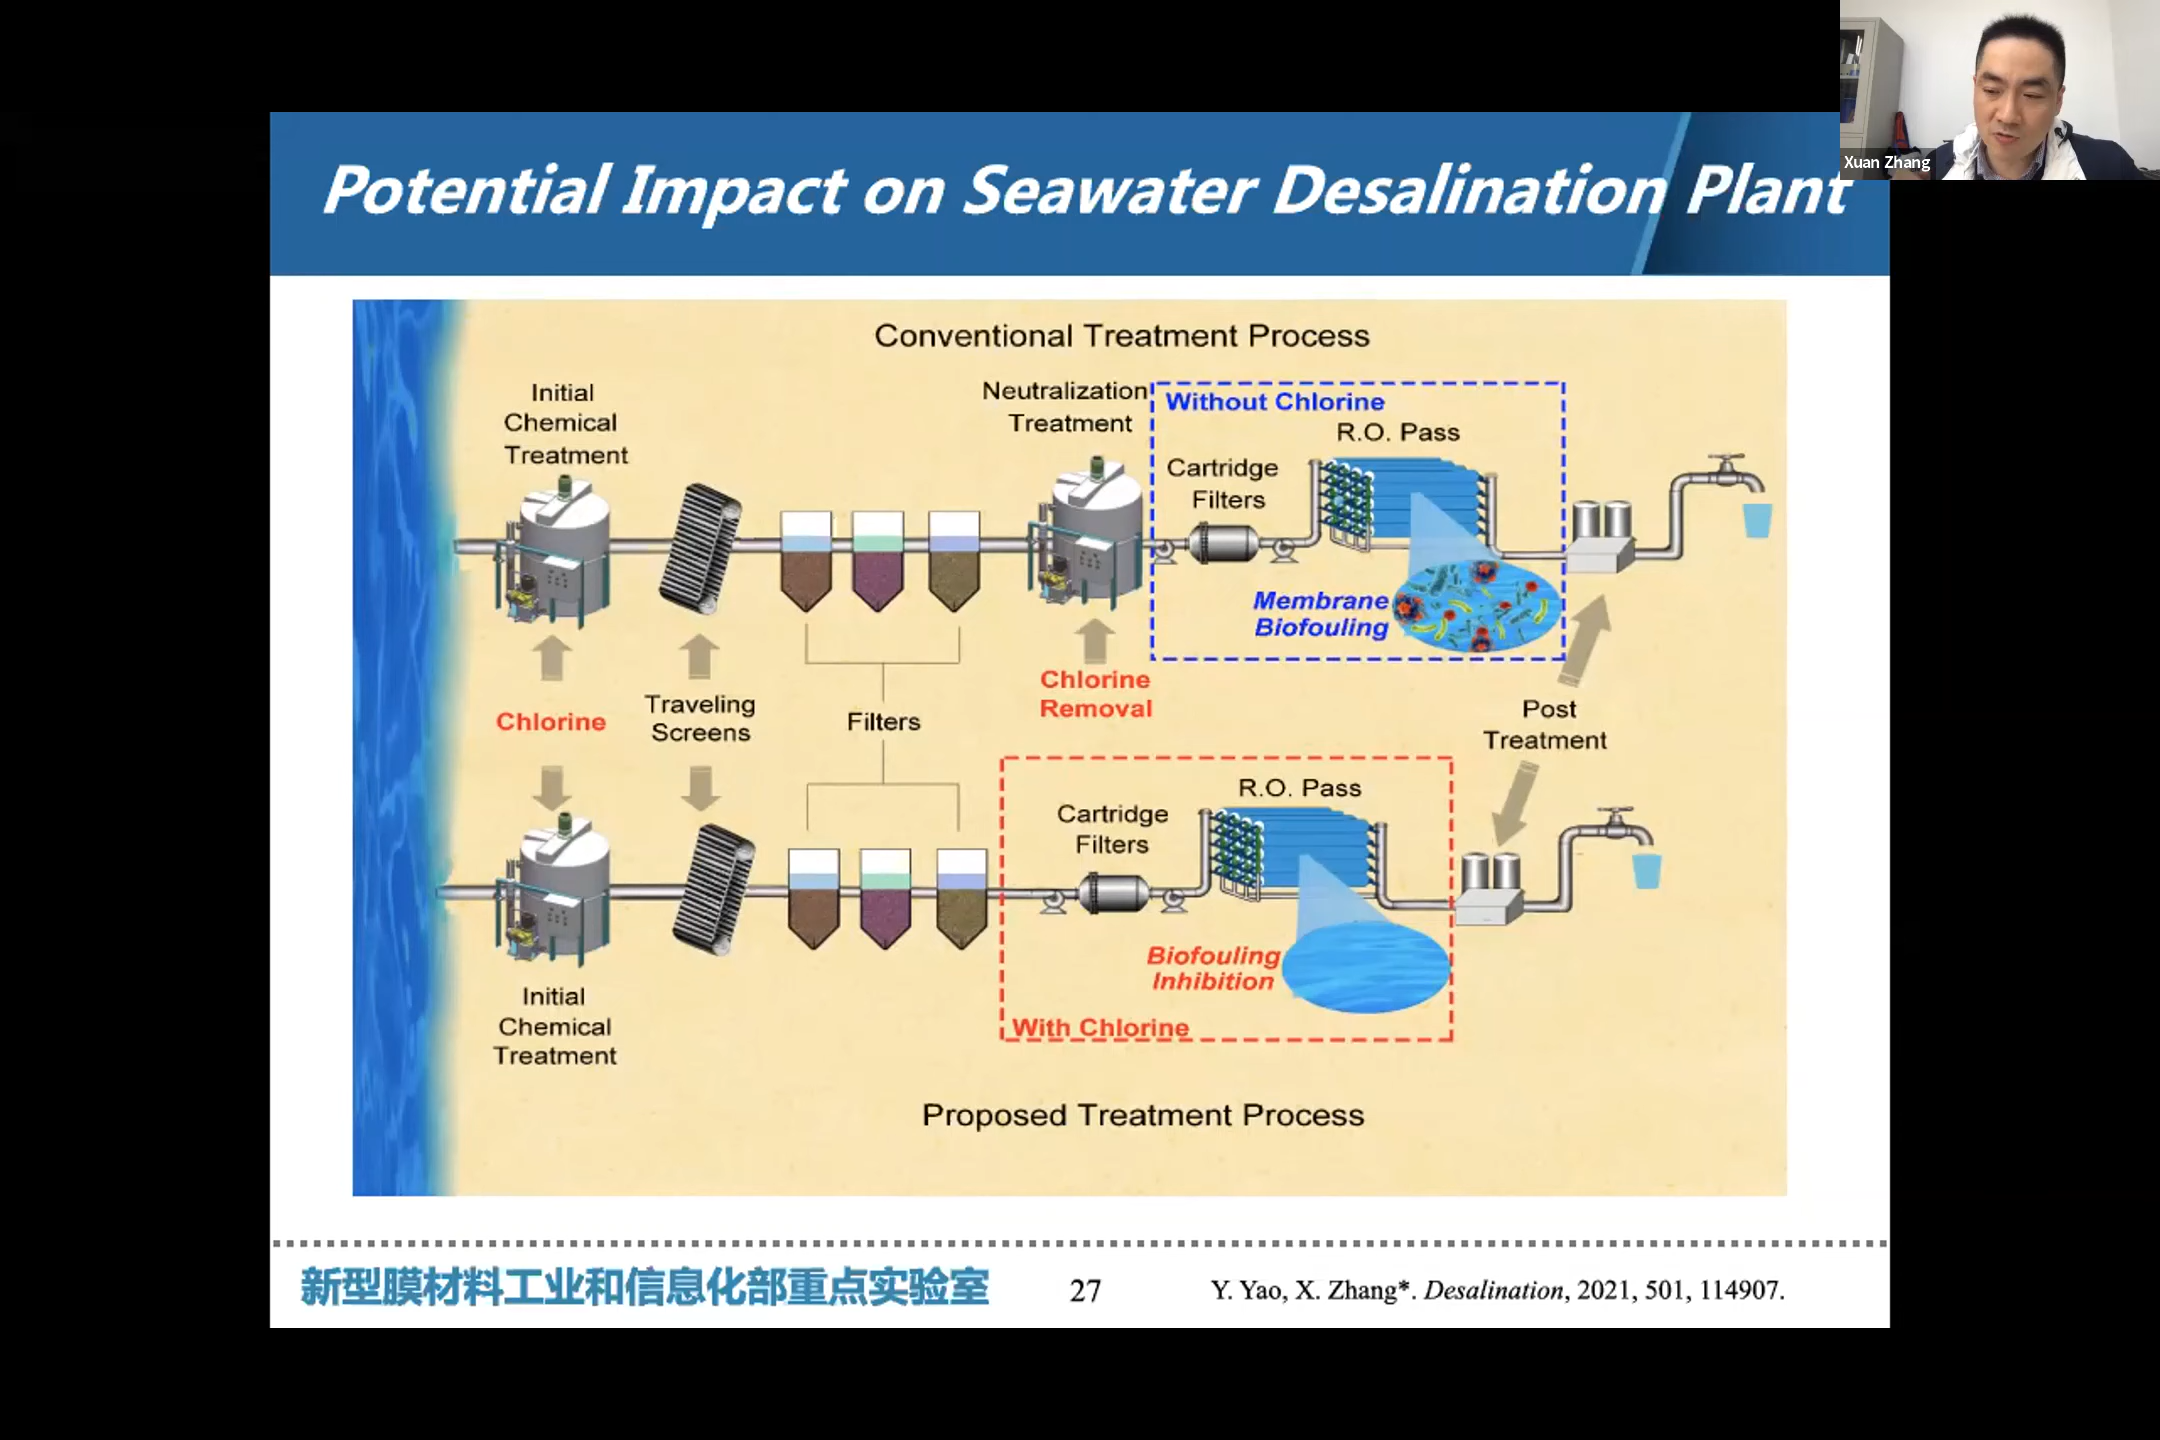 Xuan Zhang
Potential Impact on Seawater Desalination Plant
Conventional Treatment Process
Initial
Chemical
Treatment
Neutralization
Treatment
Without Chlorine
R.O. Pass
Cartridge
Filters
Membrane
Biofouling
Chlorine
Traveling
Screens
Filters
Chlorine
Removal
Post
Treatment
R.O. Pass
Cartridge
Filters
Biofouling
Inhibition
With Chlorine
Initial
Chemical
Treatment
Proposed Treatment Process
新型膜材料工业和信息化部重点实验室
27
Y. Yao, X. Zhang*. Desalination, 2021, 501, 114907.